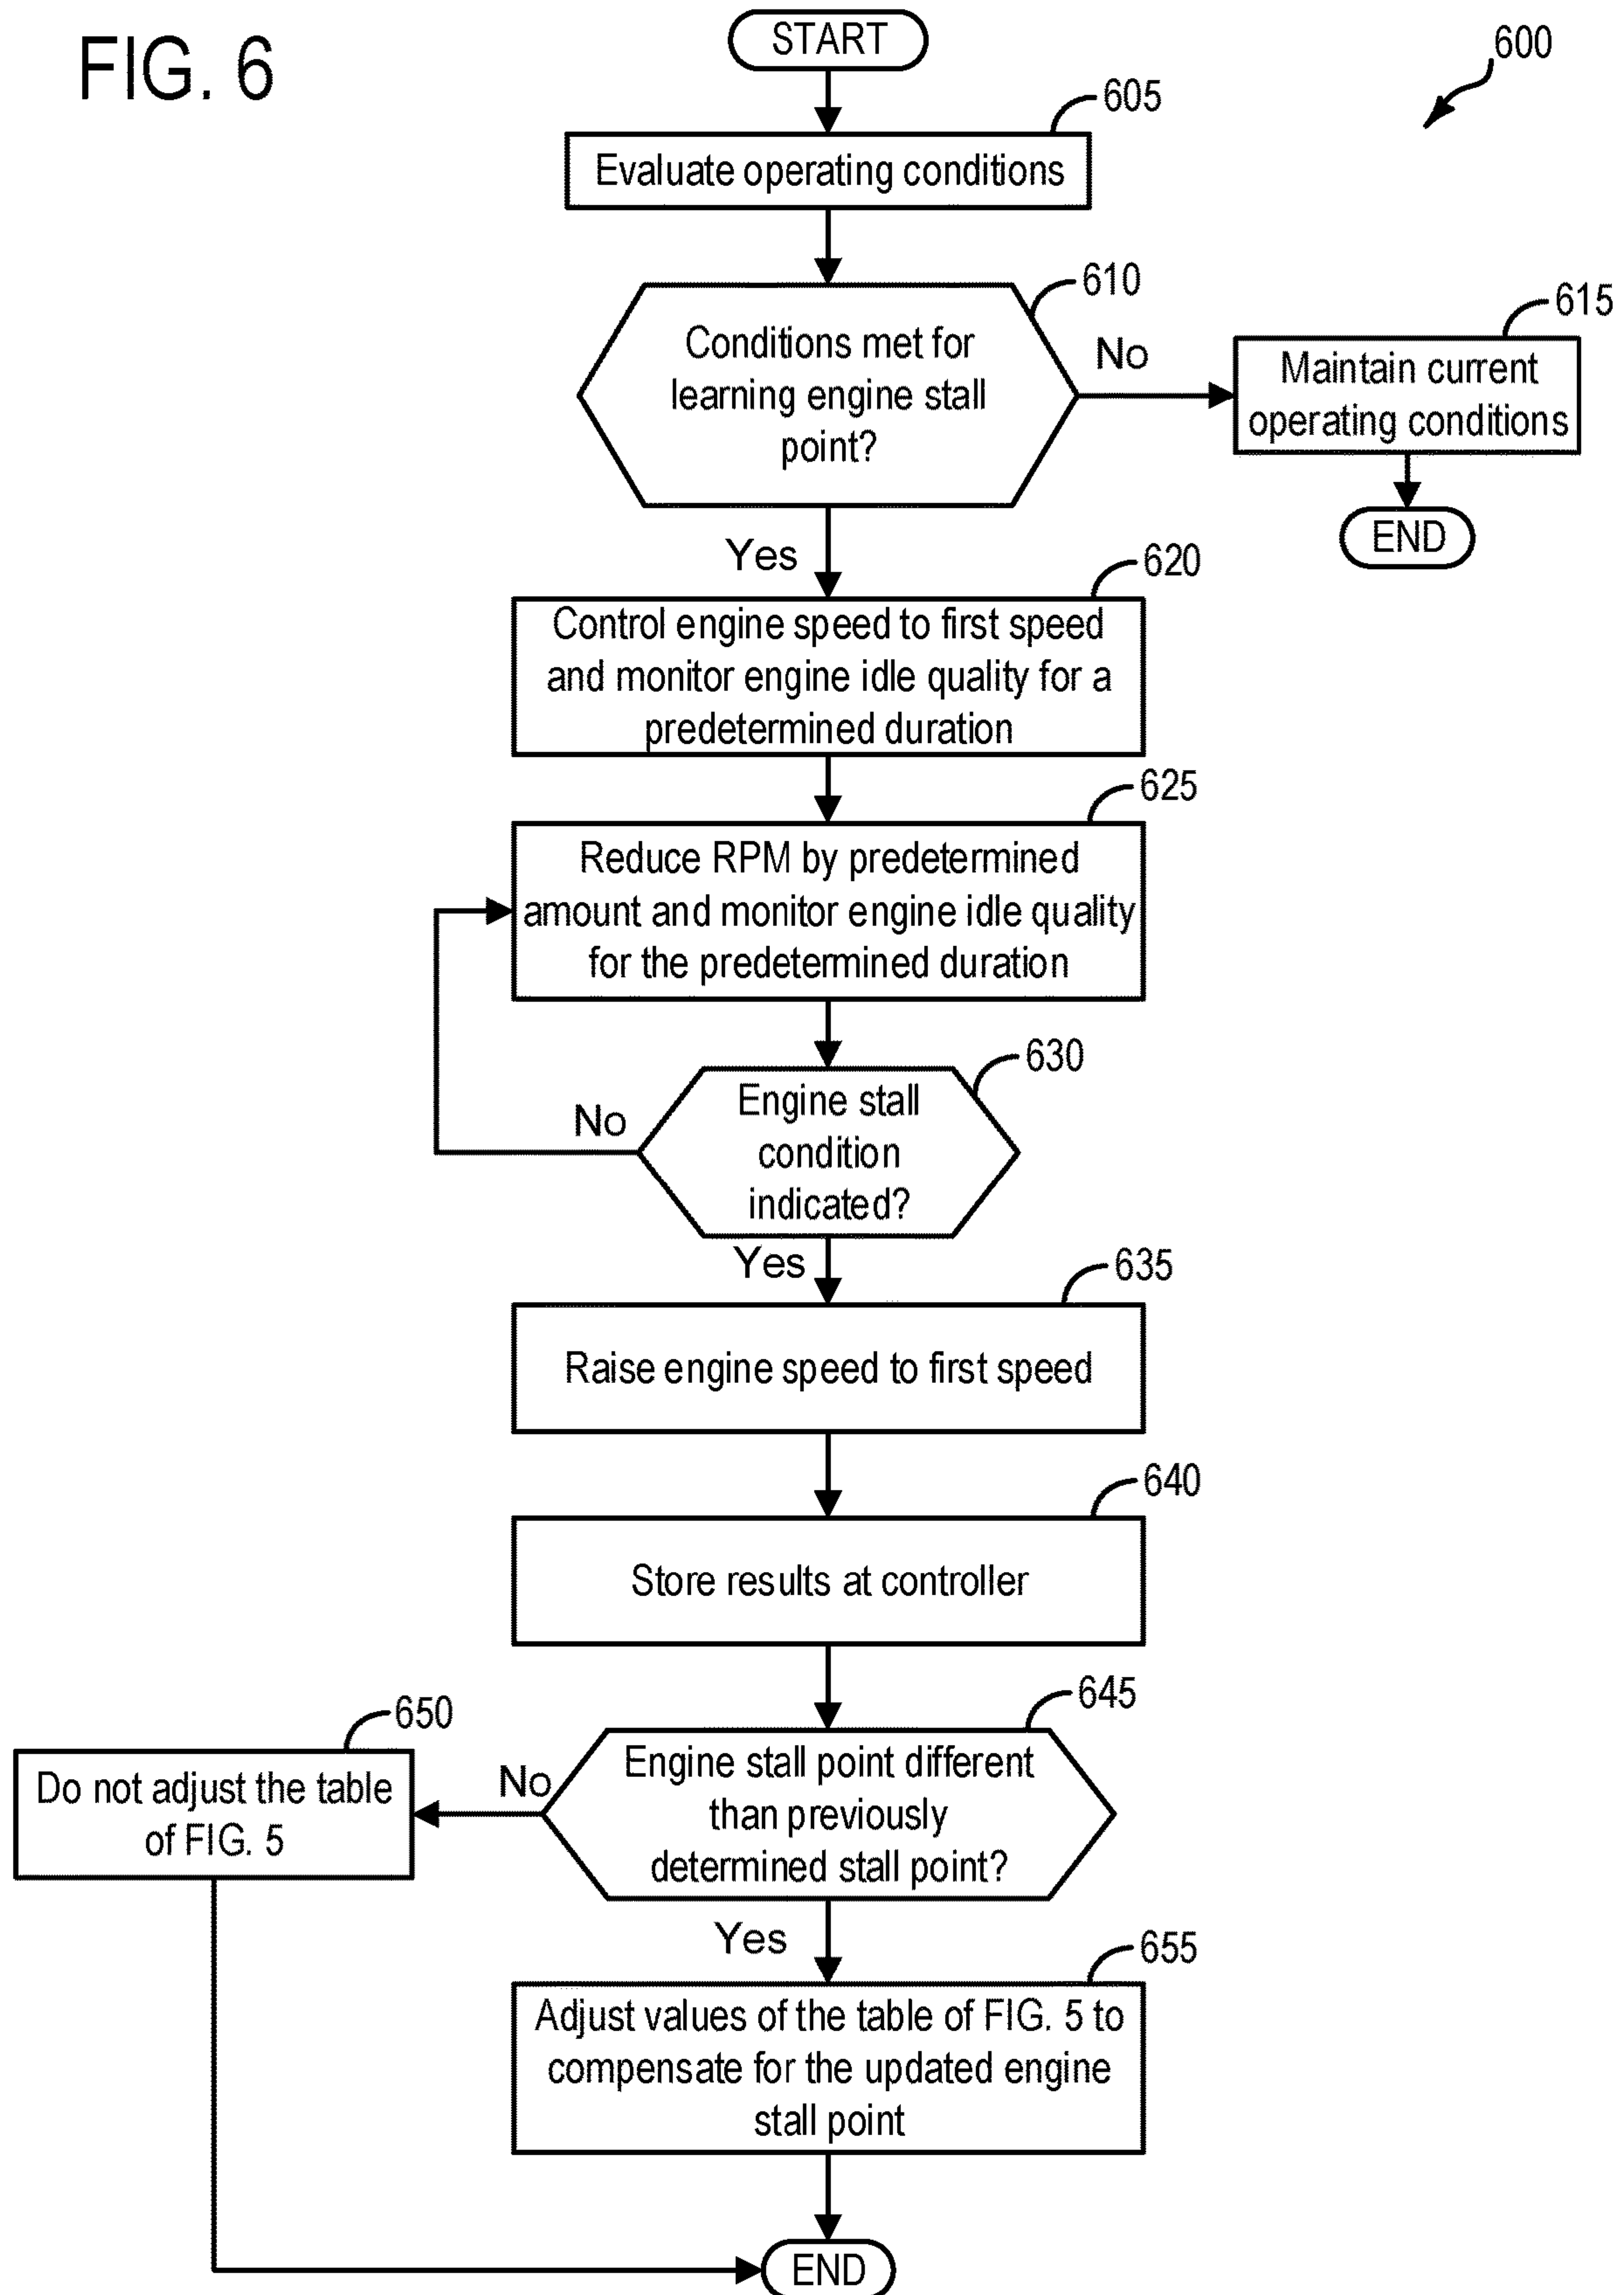 FIG. 6
START
600
605
Evaluate operating conditions
610
Conditions met for
learning engine stall
point?
No
615
Maintain current
operating conditions
END
Yes
620
Control engine speed to first speed
and monitor engine idle quality for a
predetermined duration
625
Reduce RPM by predetermined
amount and monitor engine idle quality
for the predetermined duration
630
Engine stall
condition
indicated?
No
Yes
635
Raise engine speed to first speed
640
Store results at controller
645
Engine stall point different
than previously
determined stall point?
No
650
Do not adjust the table
of FIG. 5
Yes
655
Adjust values of the table of FIG. 5 to
compensate for the updated engine
stall point
END